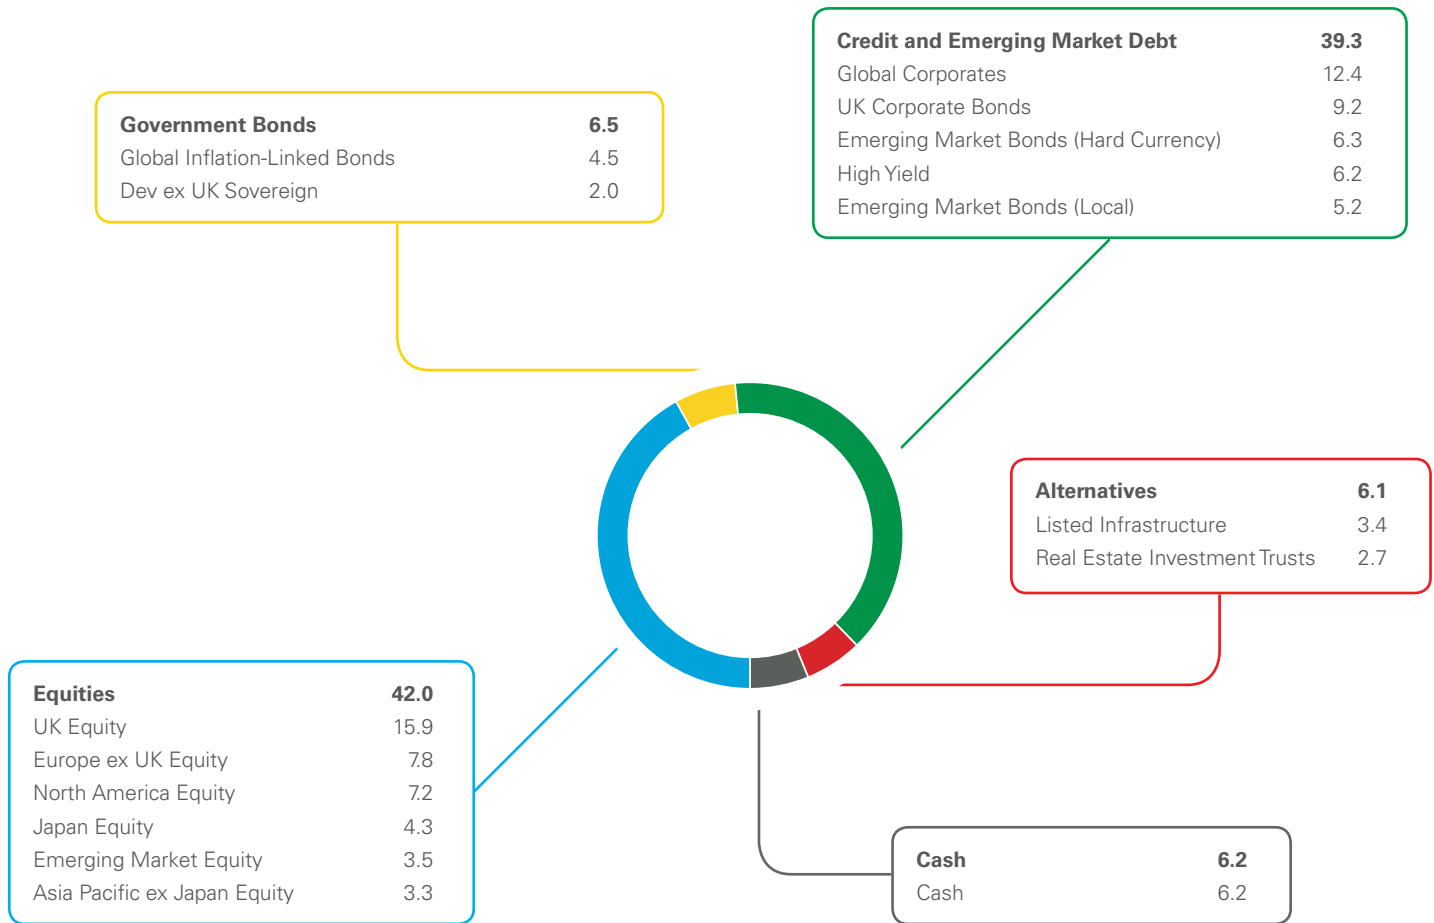 Credit and Emerging Market Debt 39.3
Global Corporates 12.4
UK Corporate Bonds 9.2
Emerging Market Bonds (Hard Currency) 6.3
High Yield 6.2
Emerging Market Bonds (Local) 5.2
Government Bonds 6.5
Global Inflation-Linked Bonds 4.5
Dev ex UK Sovereign 2.0
Alternatives 6.1
Listed Infrastructure 3.4
Real Estate Investment Trusts 2.7
Equities 42.0
UK Equity 15.9
Europe ex UK Equity 7.8
North America Equity 7.2
Japan Equity 4.3
Emerging Market Equity 3.5
Asia Pacific ex Japan Equity 3.3
Cash 6.2
Cash 6.2